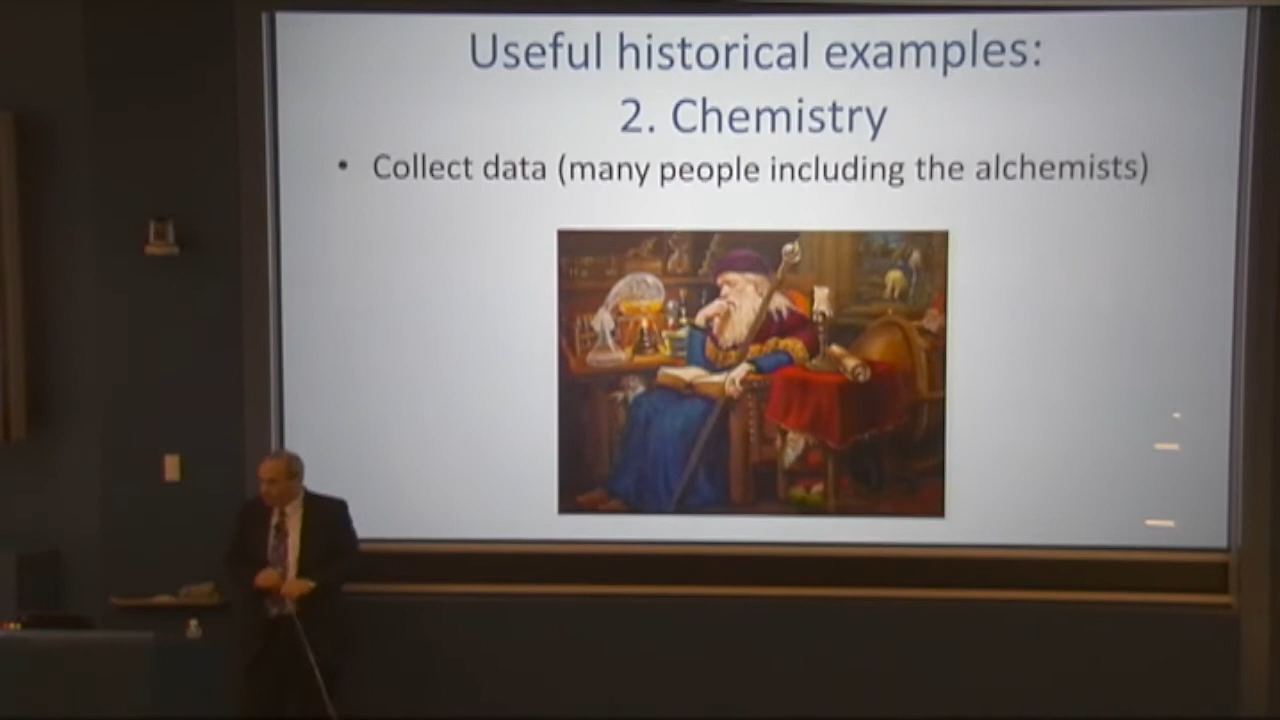 Useful historical examples:
2. Chemistry
• Collect data (many people including the alchemists)